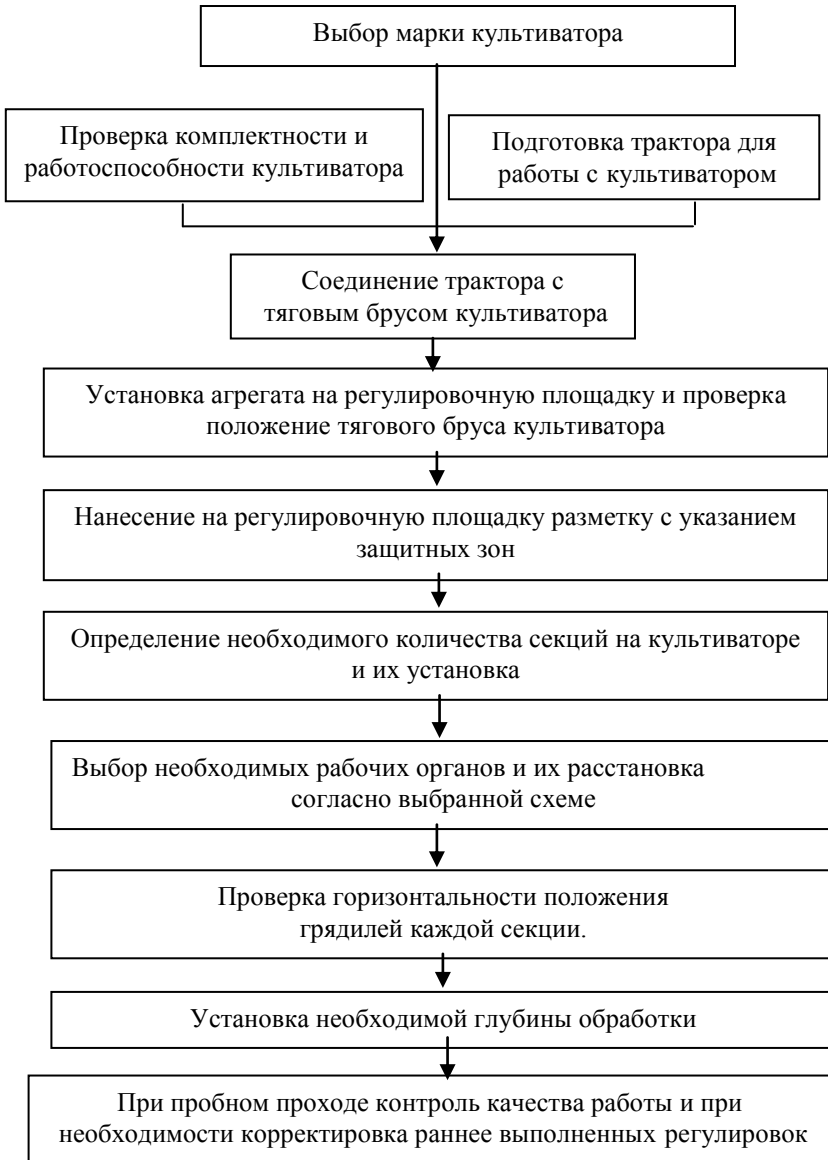 Выбор марки культиватора
Проверка комплектности и
работоспособности культиватора
Подготовка трактора для
работы с культиватором
Соединение трактора с
тяговым брусом культиватора
Установка агрегата на регулировочную площадку и проверка
положение тягового бруса культиватора
Нанесение на регулировочную площадку разметку с указанием
защитных зон
Определение необходимого количества секций на культиваторе
и их установка
Выбор необходимых рабочих органов и их расстановка
согласно выбранной схеме
Проверка горизонтальности положения
грядилей каждой секции.
Установка необходимой глубины обработки
При пробном проходе контроль качества работы и при
необходимости корректировка раннее выполненных регулировок